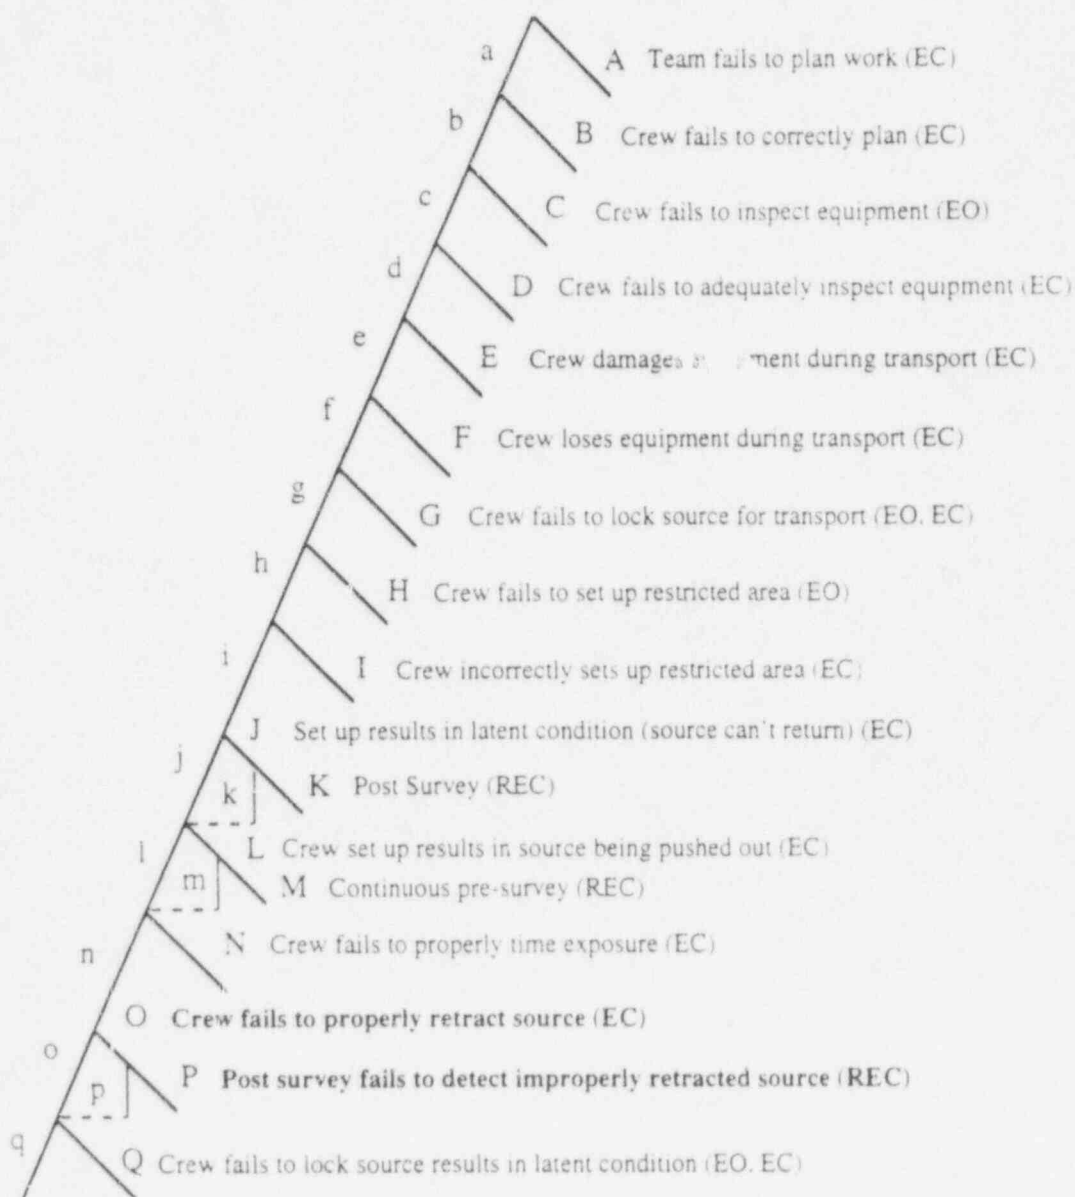 a
A Team fails to plan work (EC)
b
B Crew fails to correctly plan (EC)
c
C Crew fails to inspect equipment (EO)
d
D Crew fails to adequately inspect equipment (EC)
e
E Crew damages during transport (EC)
f
F Crew loses equipment during transport (EC)
g
G Crew fails to lock source for transport (EO. EC)
h
H Crew fails to set up restricted area (EO)
i
I Crew incorrectly sets up restricted area (EC)
J Set up results in latent condition (source can't return) (EC)
j
k
K Post Survey (REC)
l
L Crew set up results in source being pushed out (EC)
m
M Continuous pre-survey (REC)
n
N Crew fails to properly time exposure (EC)
O Crew fails to properly retract source (EC)
o
p
P Post survey fails to detect improperly retracted source (REC)
q
Q Crew fails to lock source results in latent condition (EO. EC)